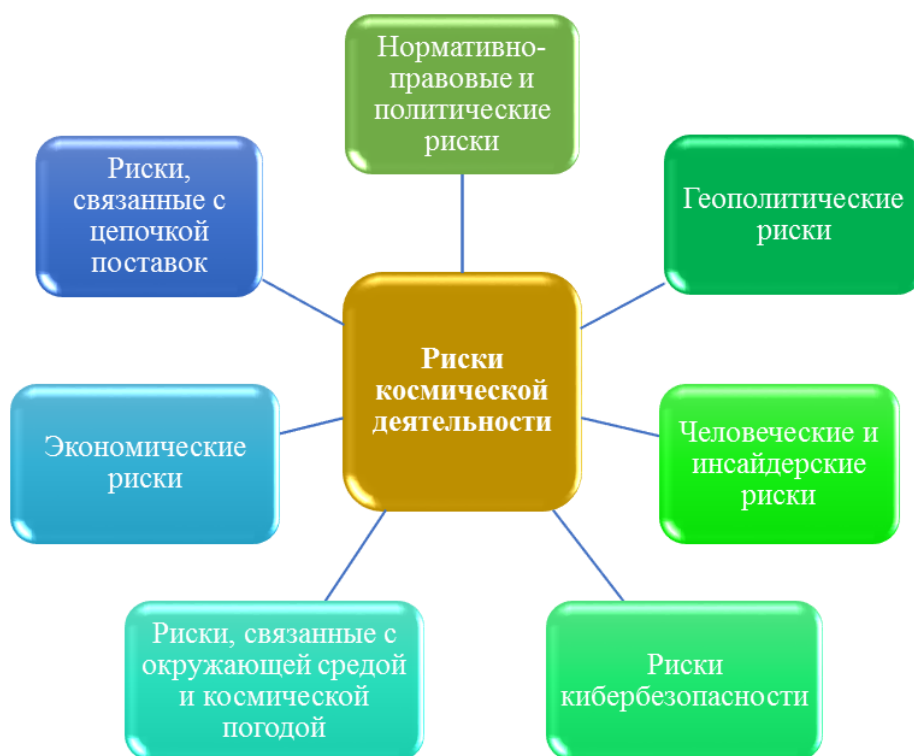 Нормативно-
правовые и
политические
риски
Риски,
связанные с
цепочкой
поставок
Геополитические
риски
Риски
космической
деятельности
Экономические
риски
Человеческие и
инсайдерские
риски
Риски, связанные с
окружающей средой
и космической
погодой
Риски
кибербезопасности